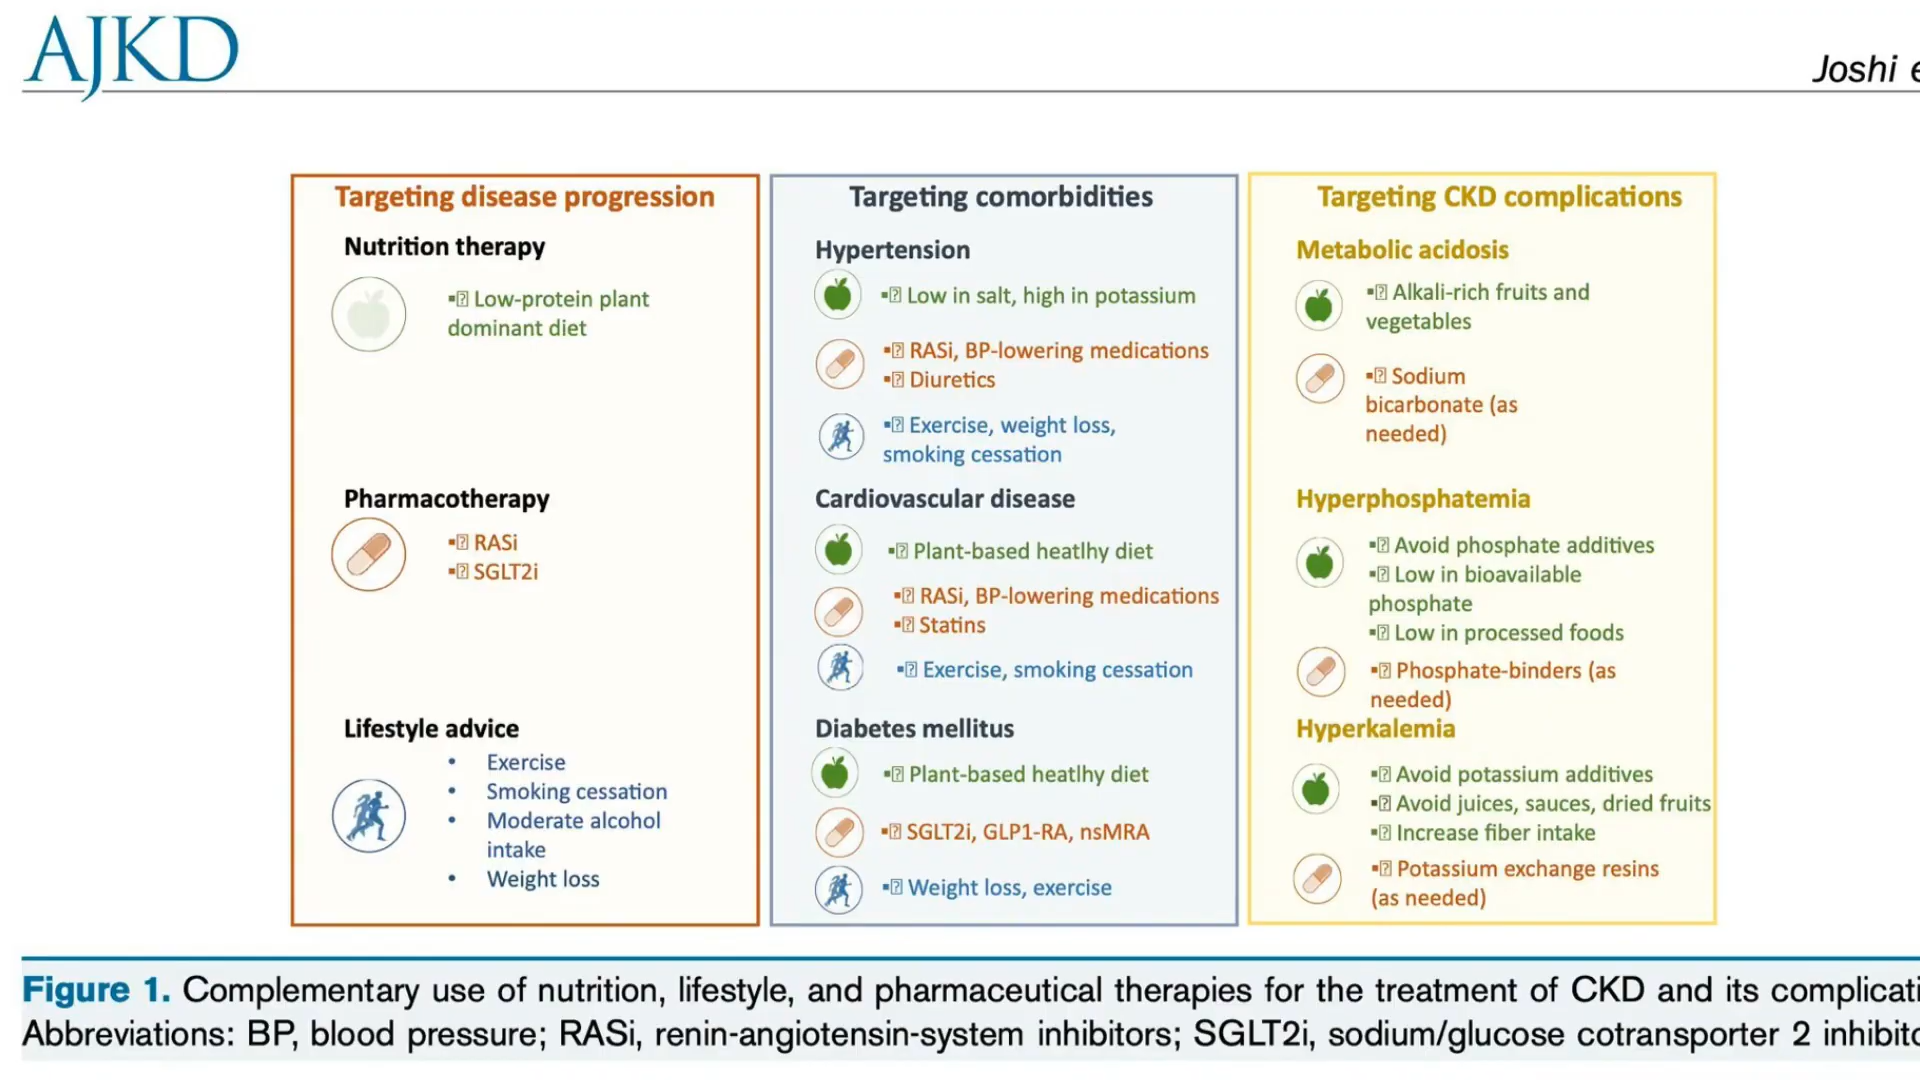 AJKD
Joshi e
Targeting disease progression
Nutrition therapy
Low-protein plant
dominant diet
Pharmacotherapy
RASi
SGLT2i
Lifestyle advice
• Exercise
• Smoking cessation
• Moderate alcohol
intake
• Weight loss
Targeting comorbidities
Hypertension
Low in salt, high in potassium
RASi, BP-lowering medications
Diuretics
Exercise, weight loss,
smoking cessation
Cardiovascular disease
Plant-based heatlhy diet
RASi, BP-lowering medications
Statins
Exercise, smoking cessation
Diabetes mellitus
Plant-based heatlhy diet
SGLT2i, GLP1-RA, nsMRA
Weight loss, exercise
Targeting CKD complications
Metabolic acidosis
Alkali-rich fruits and
vegetables
Sodium
bicarbonate (as
needed)
Hyperphosphatemia
Avoid phosphate additives
Low in bioavailable
phosphate
Low in processed foods
Phosphate-binders (as
needed)
Hyperkalemia
Avoid potassium additives
Avoid juices, sauces, dried fruits
Increase fiber intake
Potassium exchange resins
(as needed)
Figure 1. Complementary use of nutrition, lifestyle, and pharmaceutical therapies for the treatment of CKD and its complicati
Abbreviations: BP, blood pressure; RASi, renin-angiotensin-system inhibitors; SGLT2i, sodium/glucose cotransporter 2 inhibito